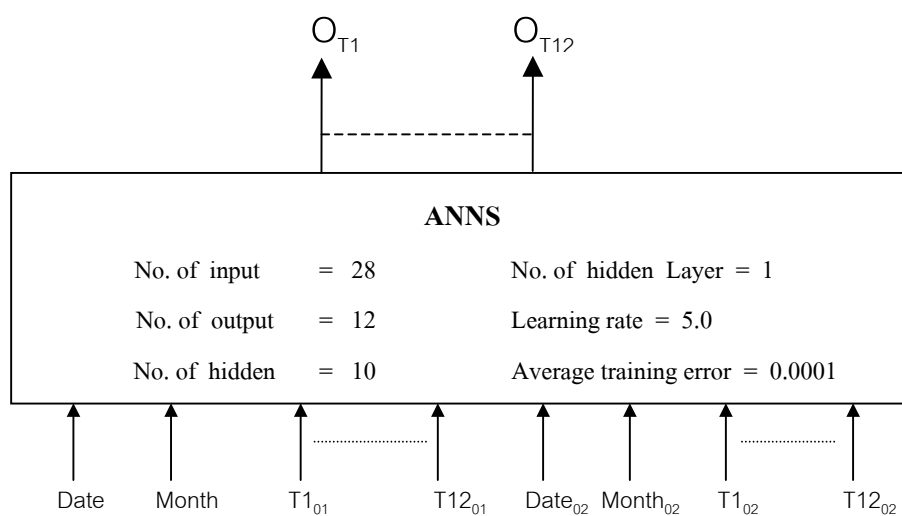 O_T1 O_T12
ANNS
No. of input = 28 No. of hidden Layer = 1
No. of output = 12 Learning rate = 5.0
No. of hidden = 10 Average training error = 0.0001
Date Month T1_01 T12_01 Date_02 Month_02 T1_02 T12_02